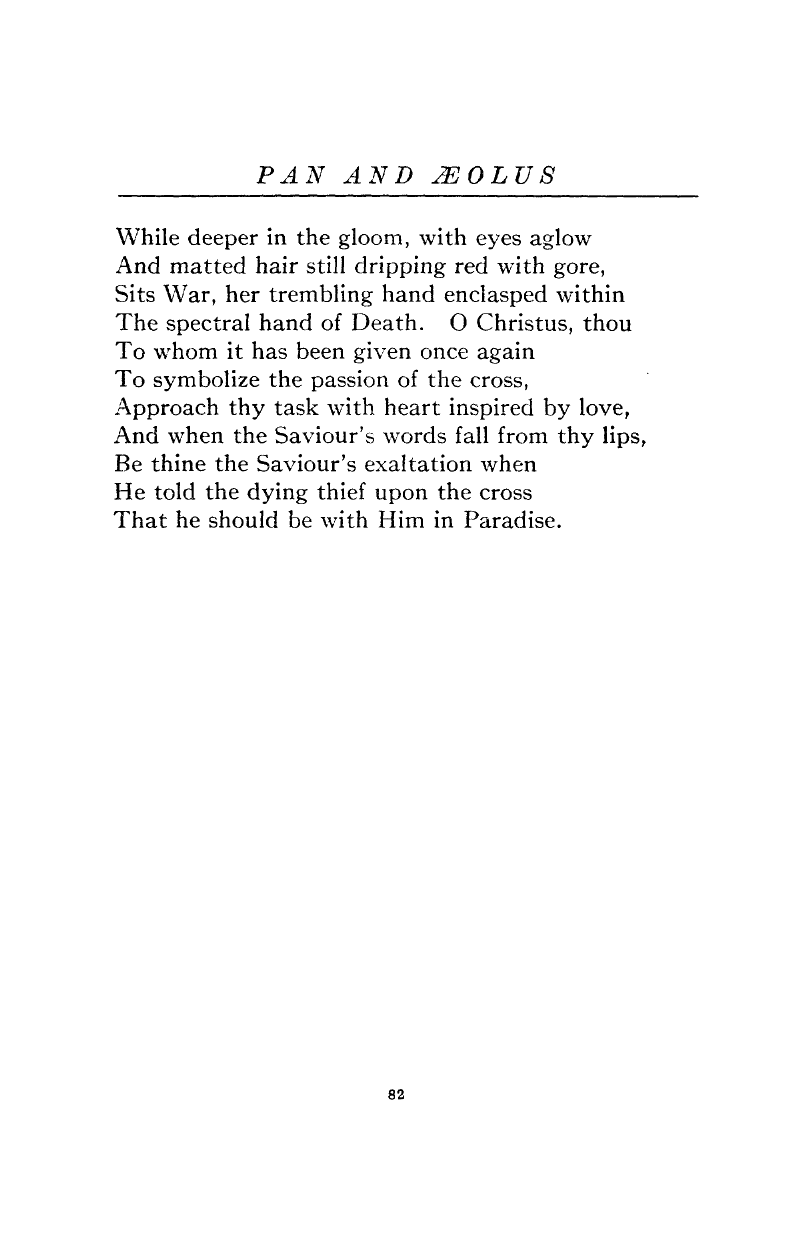 PAN AND ÆOLUS
While deeper in the gloom, with eyes aglow
And matted hair still dripping red with gore,
Sits War, her trembling hand enclasped within
The spectral hand of Death. O Christus, thou
To whom it has been given once again
To symbolize the passion of the cross,
Approach thy task with heart inspired by love,
And when the Saviour's words fall from thy lips,
Be thine the Saviour's exaltation when
He told the dying thief upon the cross
That he should be with Him in Paradise.
82